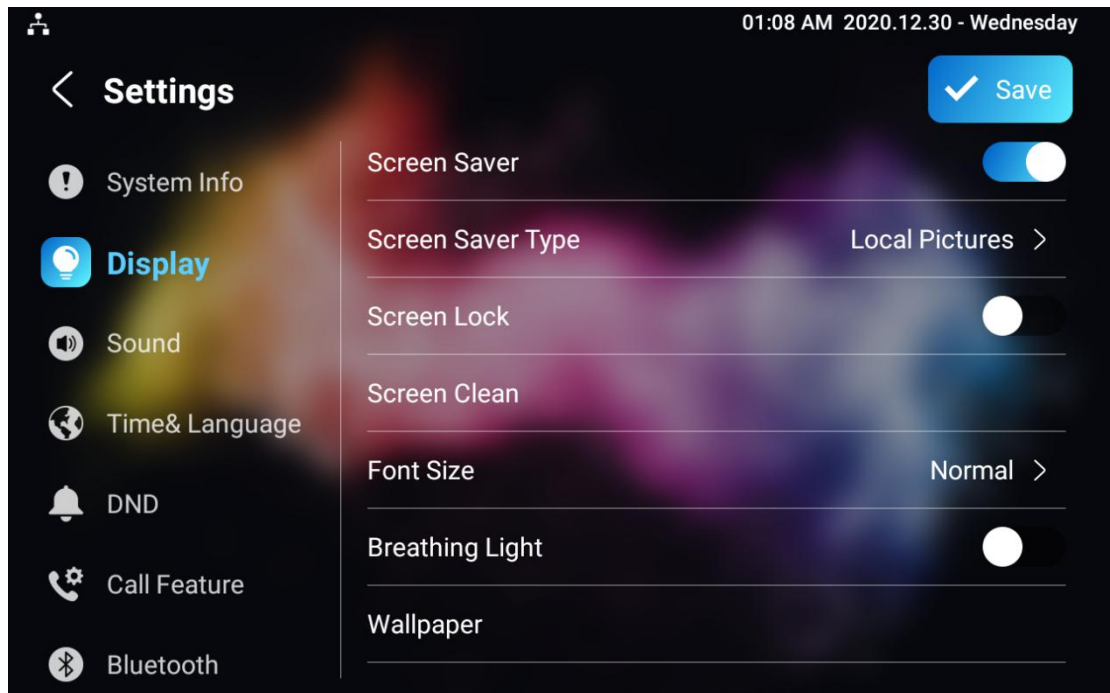 01:08 AM 2020.12.30 - Wednesday
Settings
Save
System Info
Display
Sound
Time& Language
DND
Call Feature
Bluetooth
Screen Saver
Screen Saver Type Local Pictures
Screen Lock
Screen Clean
Font Size Normal
Breathing Light
Wallpaper